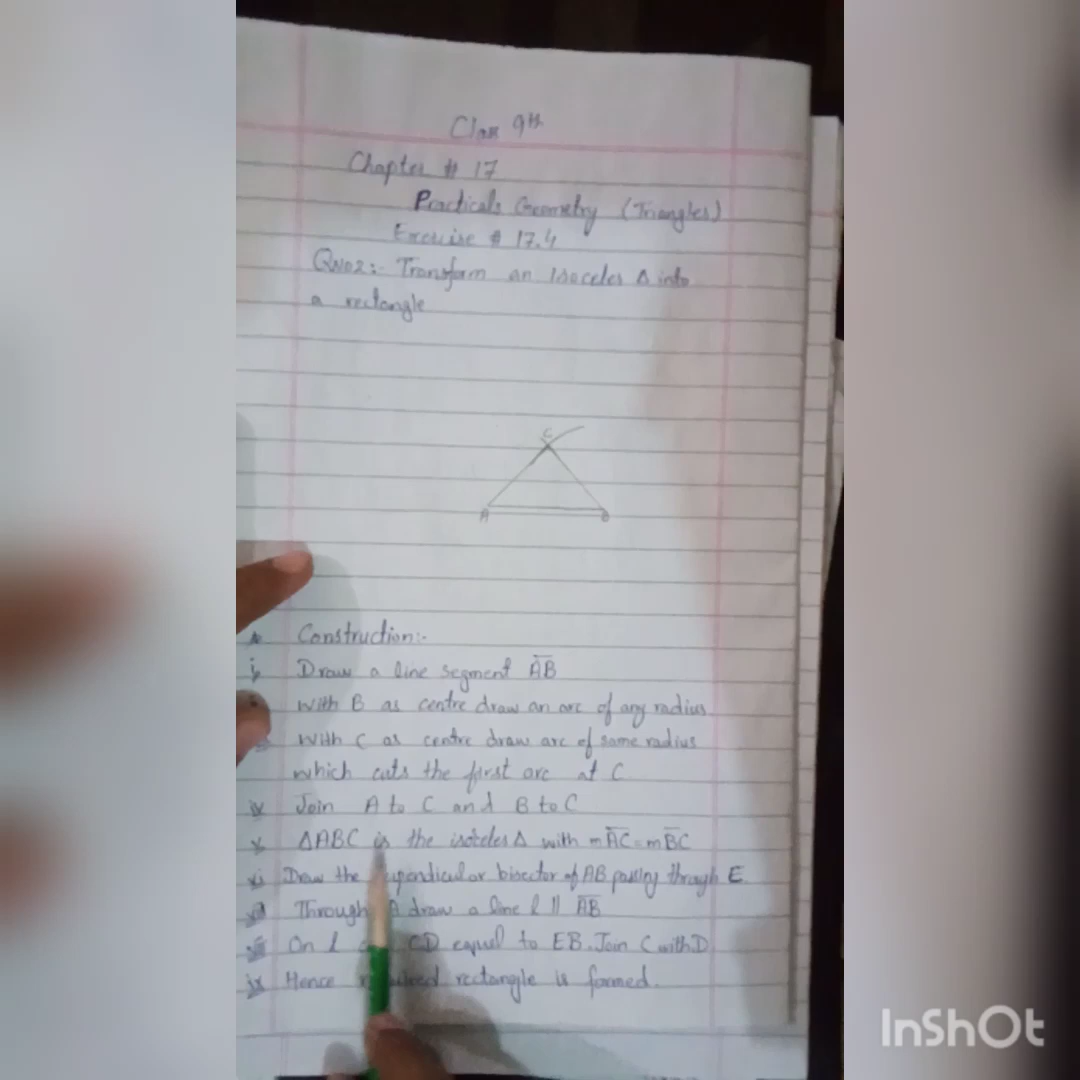 Class 9th
Chapter # 17
Practicals Geometry (Triangles)
Exercise # 17.4
QNO2:- Transform an Isoceles Δ into
a rectangle
C
A B
Construction:-
i, Draw a line segment AB
With B as centre draw an arc of any radius
With C as centre draw arc of same radius
which cuts the first arc at C
iv Join A to C and B to C
v ΔABC is the isoceles Δ with mAC = mBC
vi Draw the perpendicular bisector of AB passing through E.
Through A draw a line l || AB
On l CD equal to EB. Join C with D
ix Hence rectangle is formed.
InShOt